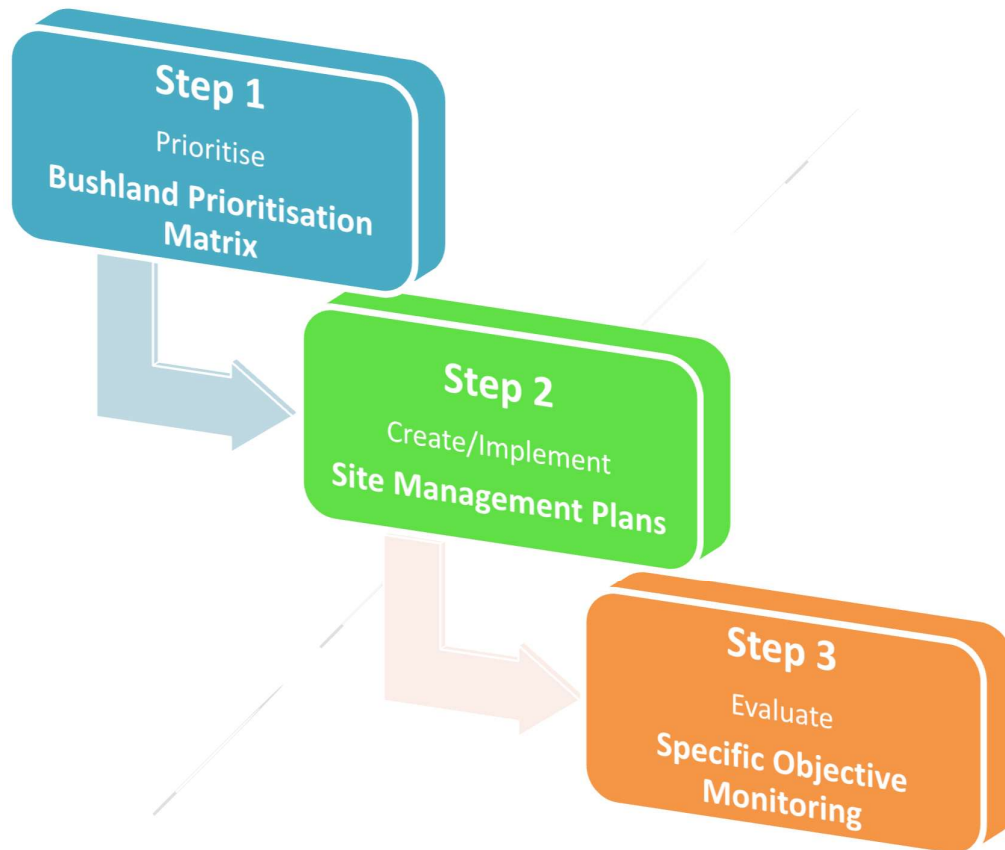 Step 1
Prioritise
Bushland Prioritisation
Matrix
Step 2
Create/Implement
Site Management Plans
Step 3
Evaluate
Specific Objective
Monitoring